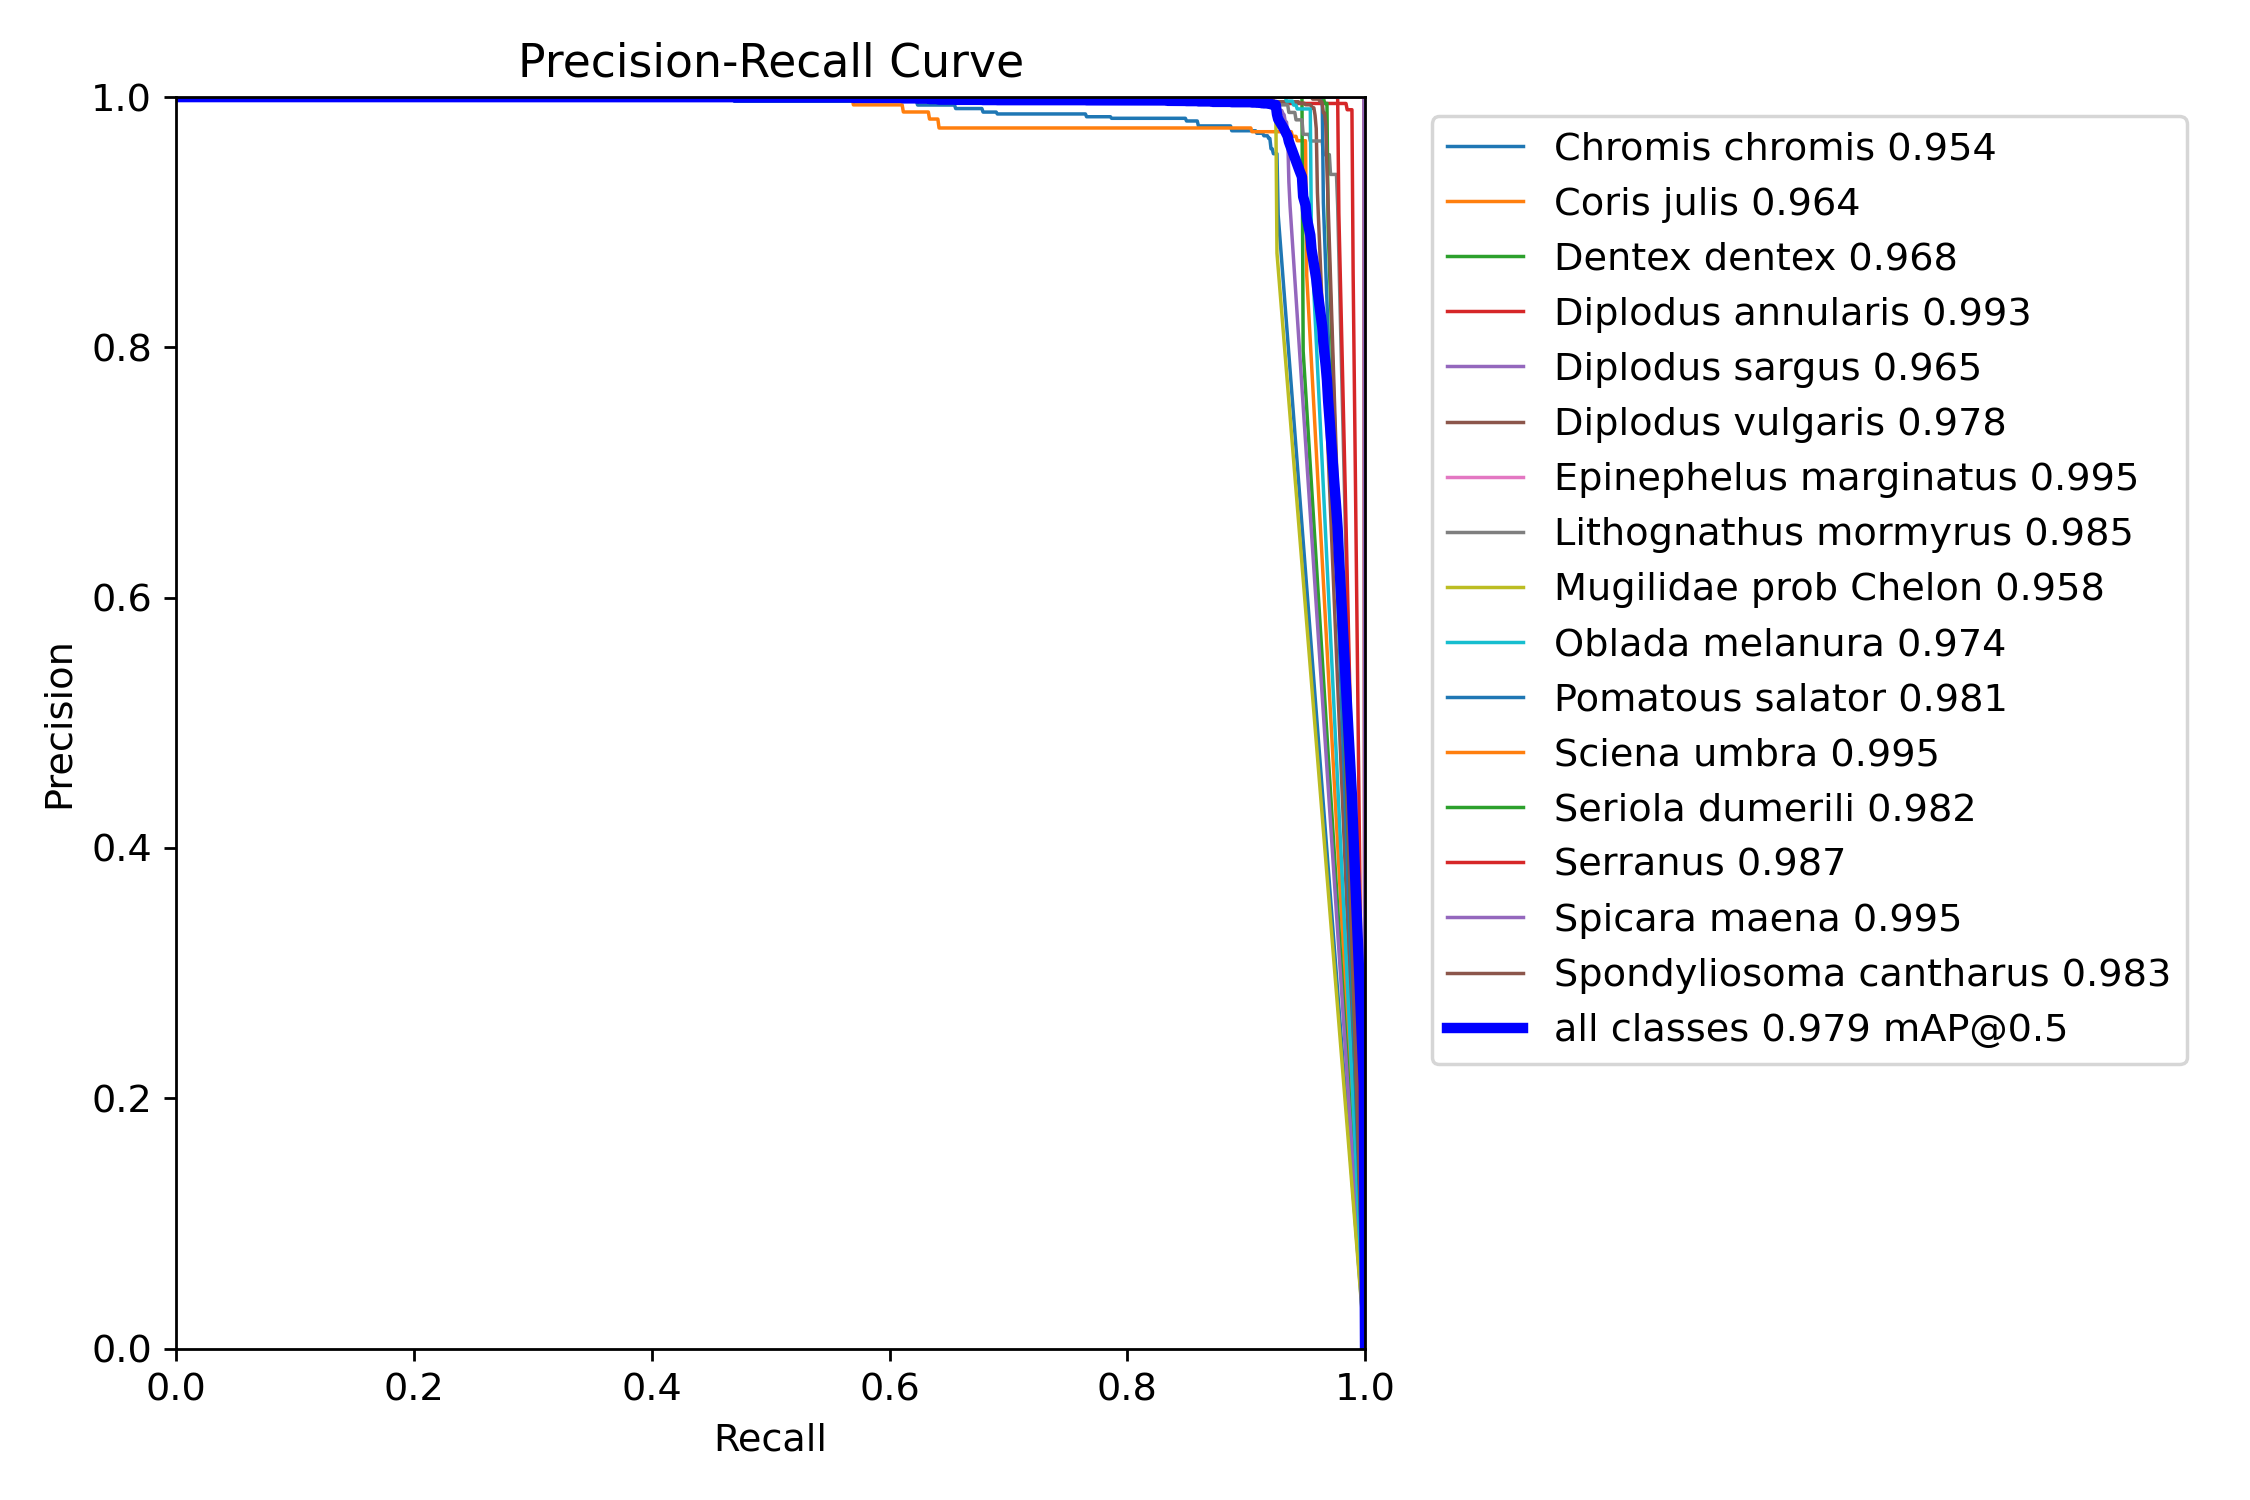 Precision-Recall Curve
1.0
0.8
0.6
0.4
0.2
0.0
Precision
0.0 0.2 0.4 0.6 0.8 1.0
Recall
Chromis chromis 0.954
Coris julis 0.964
Dentex dentex 0.968
Diplodus annularis 0.993
Diplodus sargus 0.965
Diplodus vulgaris 0.978
Epinephelus marginatus 0.995
Lithognathus mormyrus 0.985
Mugilidae prob Chelon 0.958
Oblada melanura 0.974
Pomatous salator 0.981
Sciena umbra 0.995
Seriola dumerili 0.982
Serranus 0.987
Spicara maena 0.995
Spondyliosoma cantharus 0.983
all classes 0.979 mAP@0.5